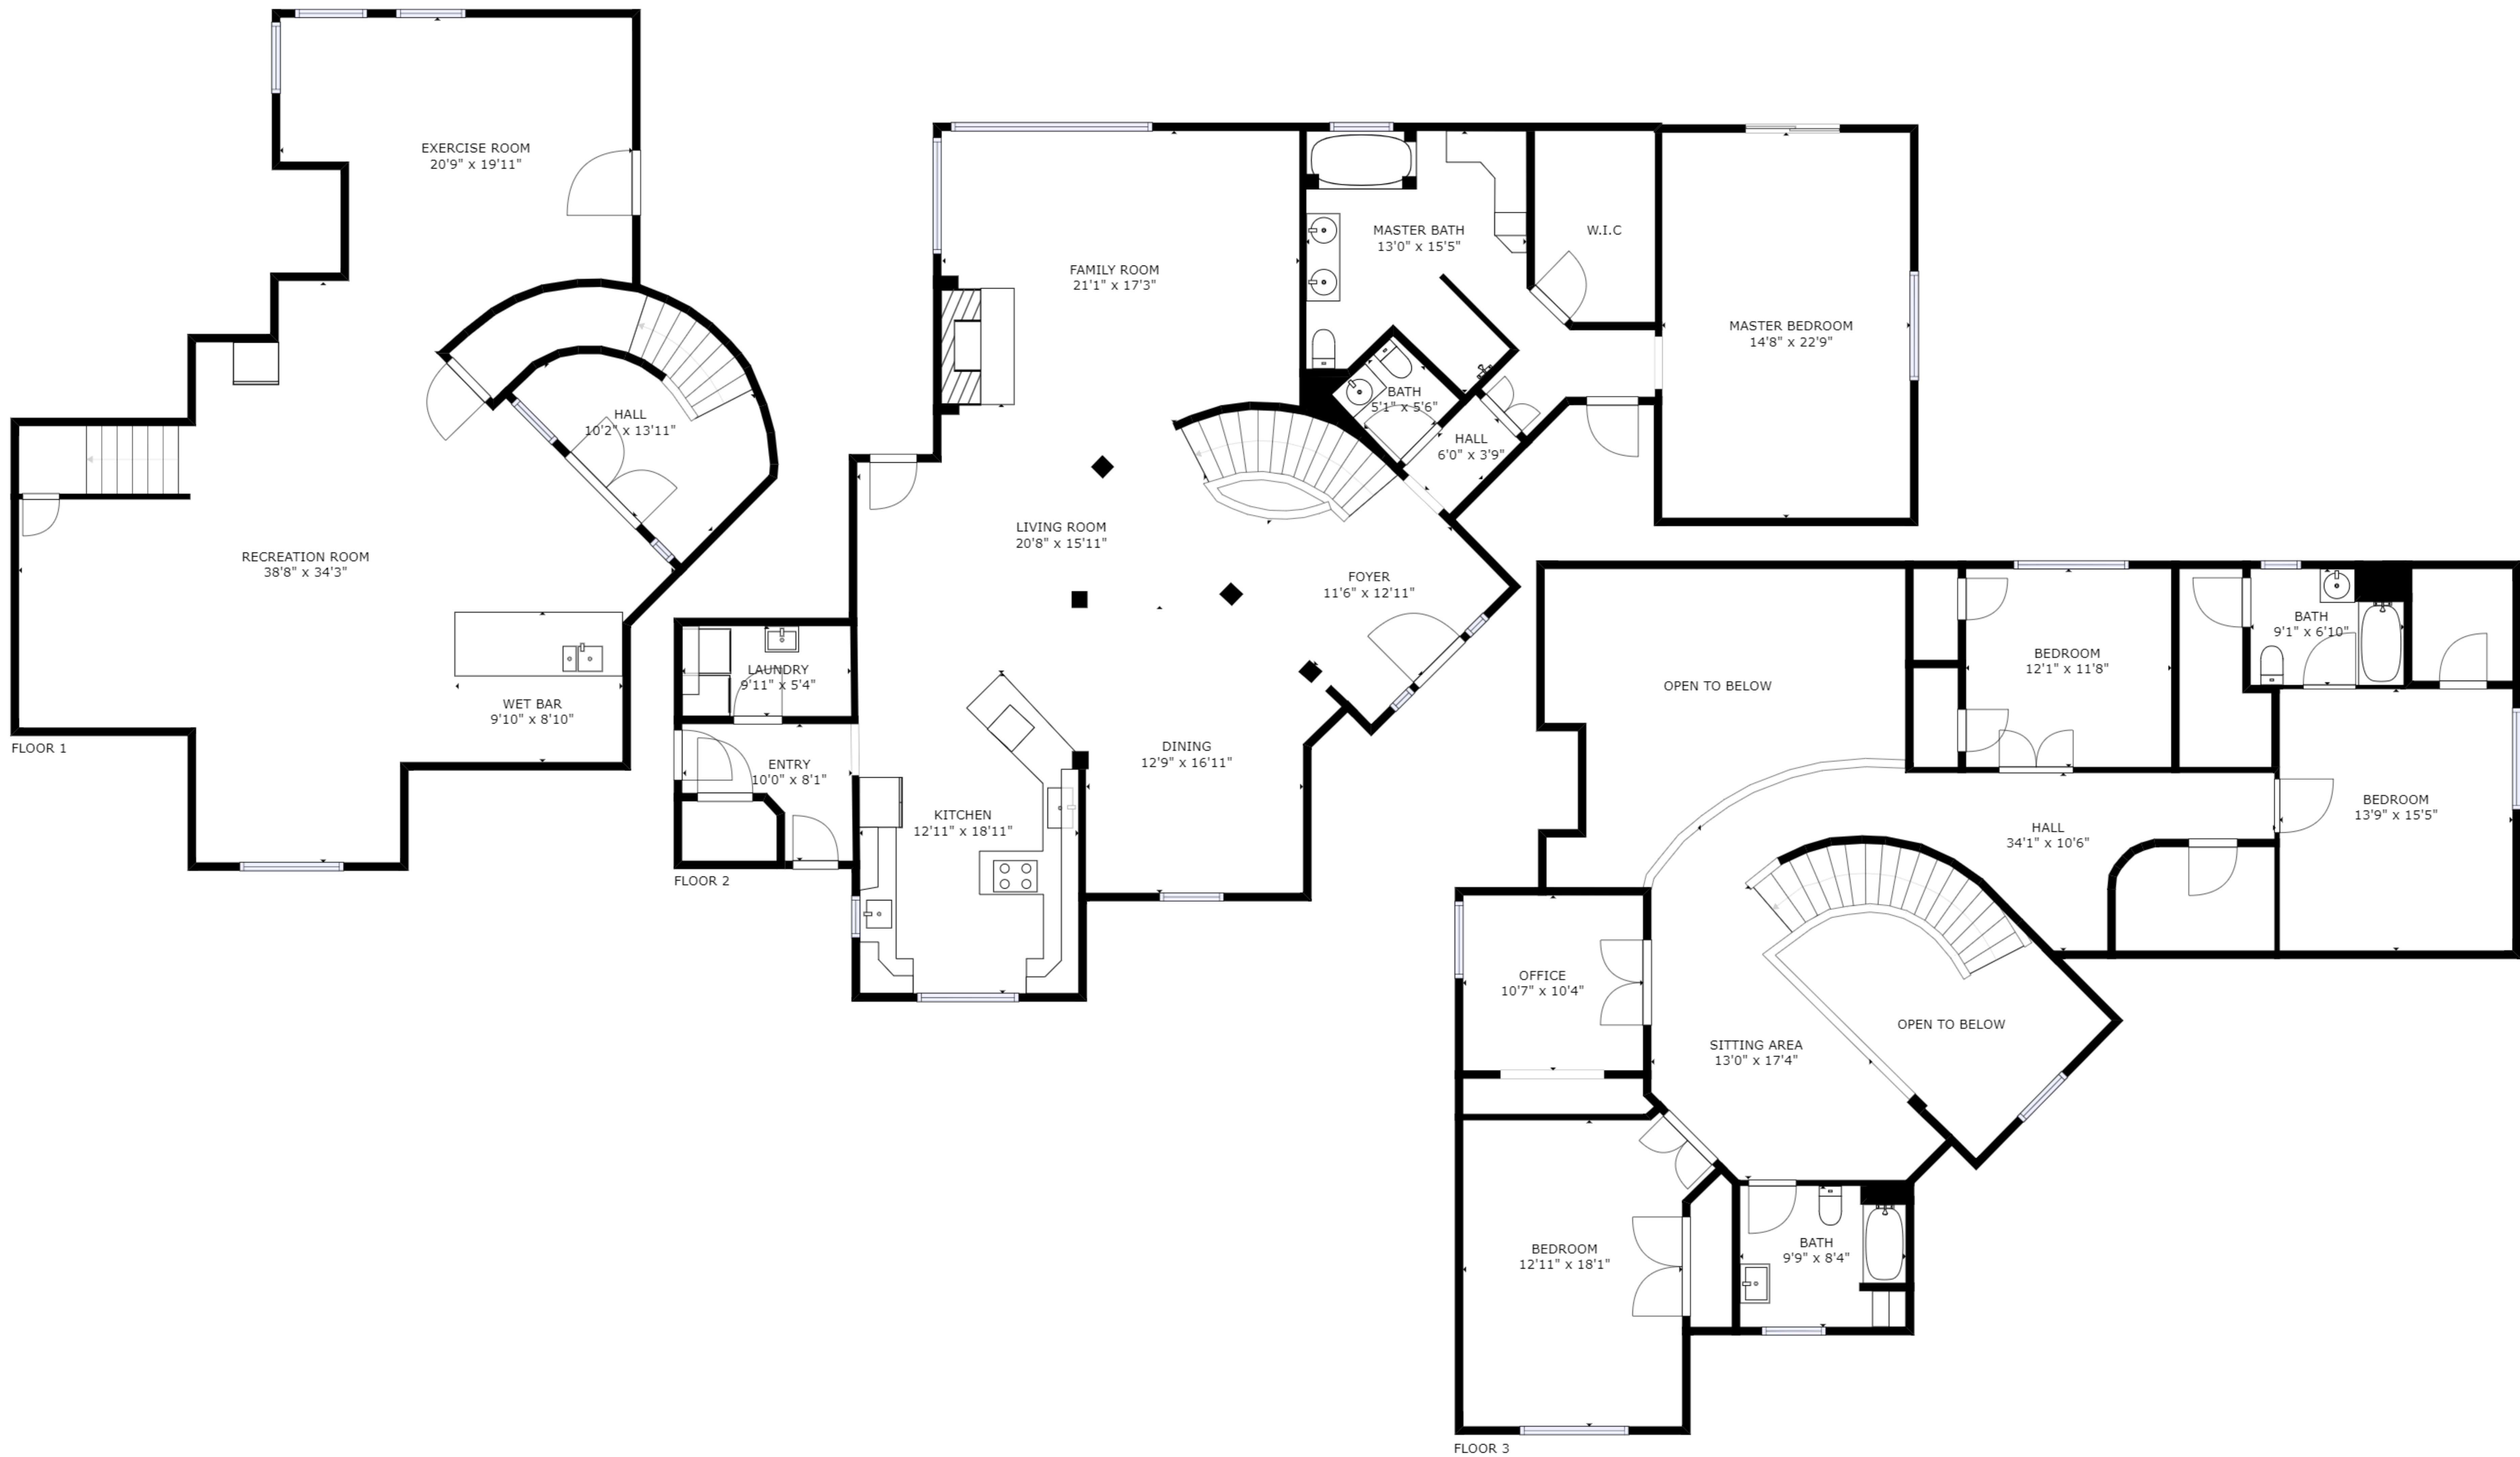 EXERCISE ROOM
20'9" x 19'11"
HALL
10'2" x 13'11"
RECREATION ROOM
38'8" x 34'3"
WET BAR
9'10" x 8'10"
FLOOR 1
FAMILY ROOM
21'1" x 17'3"
MASTER BATH
13'0" x 15'5"
W.I.C
MASTER BEDROOM
14'8" x 22'9"
BATH
5'1" x 5'6"
HALL
6'0" x 3'9"
LIVING ROOM
20'8" x 15'11"
FOYER
11'6" x 12'11"
LAUNDRY
9'11" x 5'4"
ENTRY
10'0" x 8'1"
DINING
12'9" x 16'11"
KITCHEN
12'11" x 18'11"
FLOOR 2
OPEN TO BELOW
BEDROOM
12'1" x 11'8"
BATH
9'1" x 6'10"
BEDROOM
13'9" x 15'5"
HALL
34'1" x 10'6"
OFFICE
10'7" x 10'4"
SITTING AREA
13'0" x 17'4"
OPEN TO BELOW
BEDROOM
12'11" x 18'1"
BATH
9'9" x 8'4"
FLOOR 3